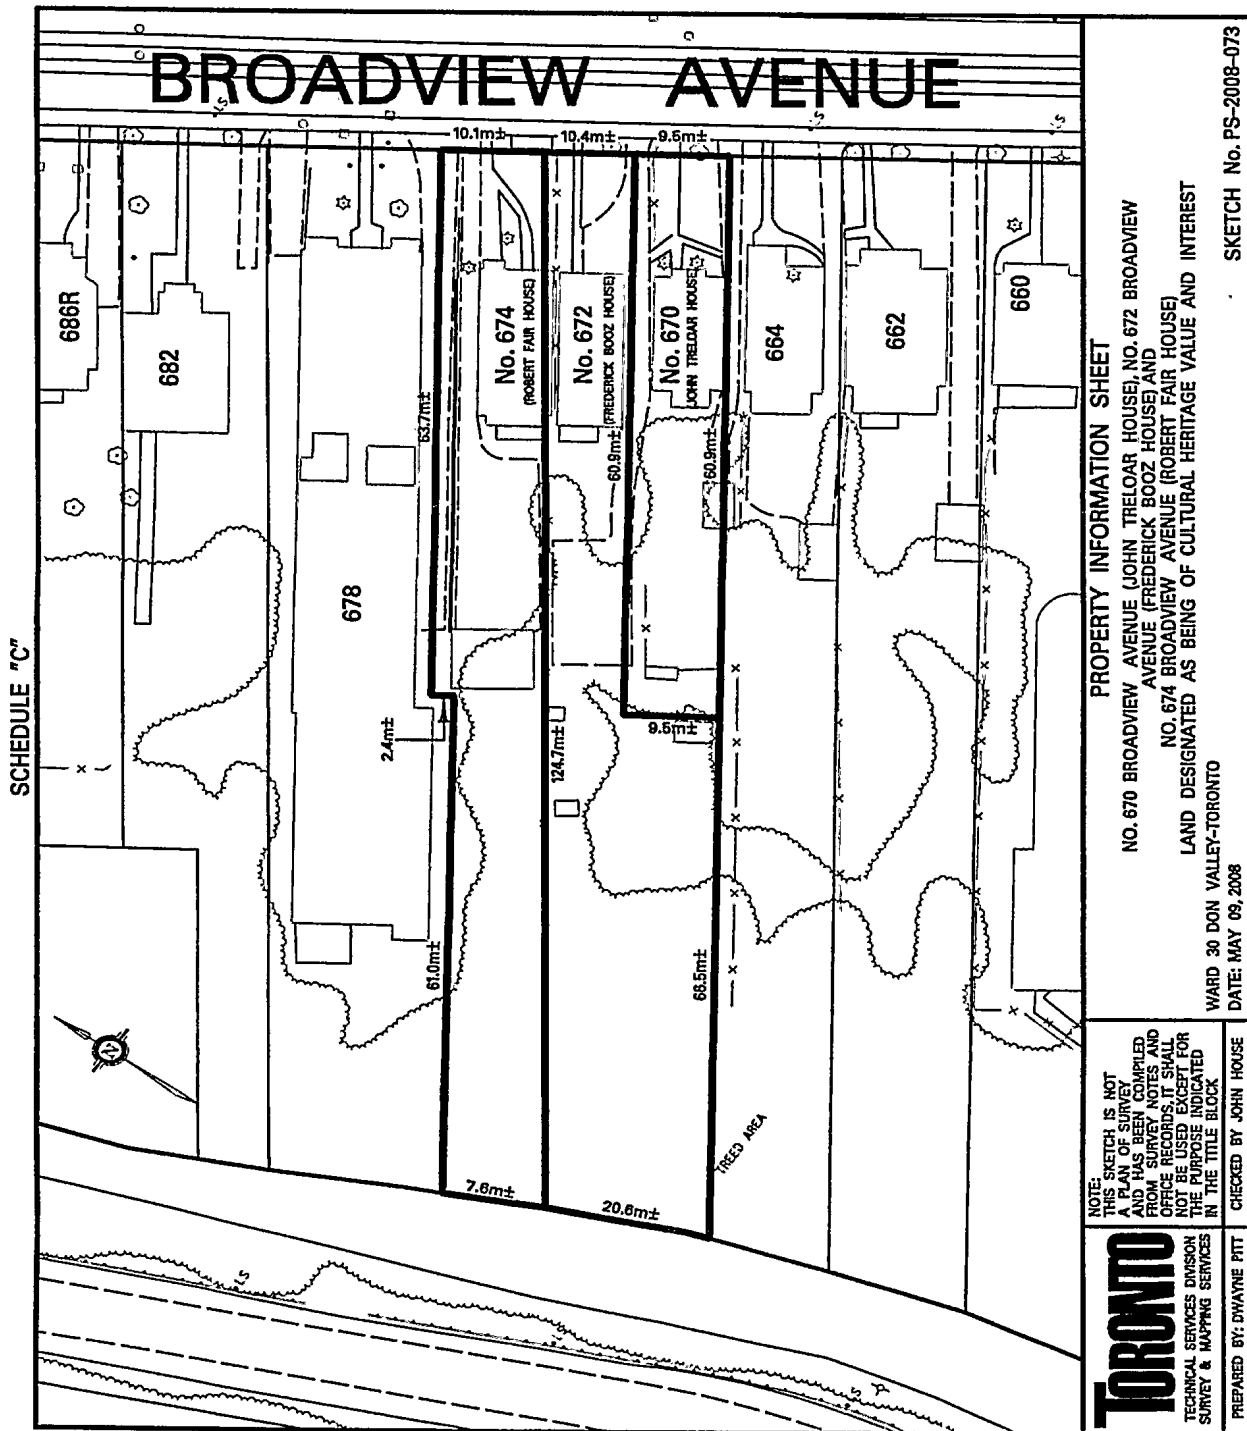 SCHEDULE "C"
BROADVIEW AVENUE
10.1m±
10.4m±
9.5m±
686R
682
678
No. 674
(ROBERT FAIR HOUSE)
No. 672
(FREDERICK BOOZ HOUSE)
No. 670
(JOHN TRELOAR HOUSE)
664
662
660
63.7m±
60.9m±
60.9m±
2.4m±
124.7m±
9.5m±
61.0m±
66.5m±
N
TREED AREA
7.6m±
20.6m±
PROPERTY INFORMATION SHEET
NO. 670 BROADVIEW AVENUE (JOHN TRELOAR HOUSE), NO. 672 BROADVIEW
AVENUE (FREDERICK BOOZ HOUSE) AND
NO. 674 BROADVIEW AVENUE (ROBERT FAIR HOUSE)
LAND DESIGNATED AS BEING OF CULTURAL HERITAGE VALUE AND INTEREST
WARD 30 DON VALLEY-TORONTO
DATE: MAY 09, 2008
SKETCH No. PS-2008-073
NOTE:
THIS SKETCH IS NOT
A PLAN OF SURVEY
AND HAS BEEN COMPILED
FROM SURVEY NOTES AND
OFFICE RECORDS. IT SHALL
NOT BE USED EXCEPT FOR
THE PURPOSE INDICATED
IN THE TITLE BLOCK
CHECKED BY JOHN HOUSE
TORONTO
TECHNICAL SERVICES DIVISION
SURVEY & MAPPING SERVICES
PREPARED BY: DWAYNE PITT